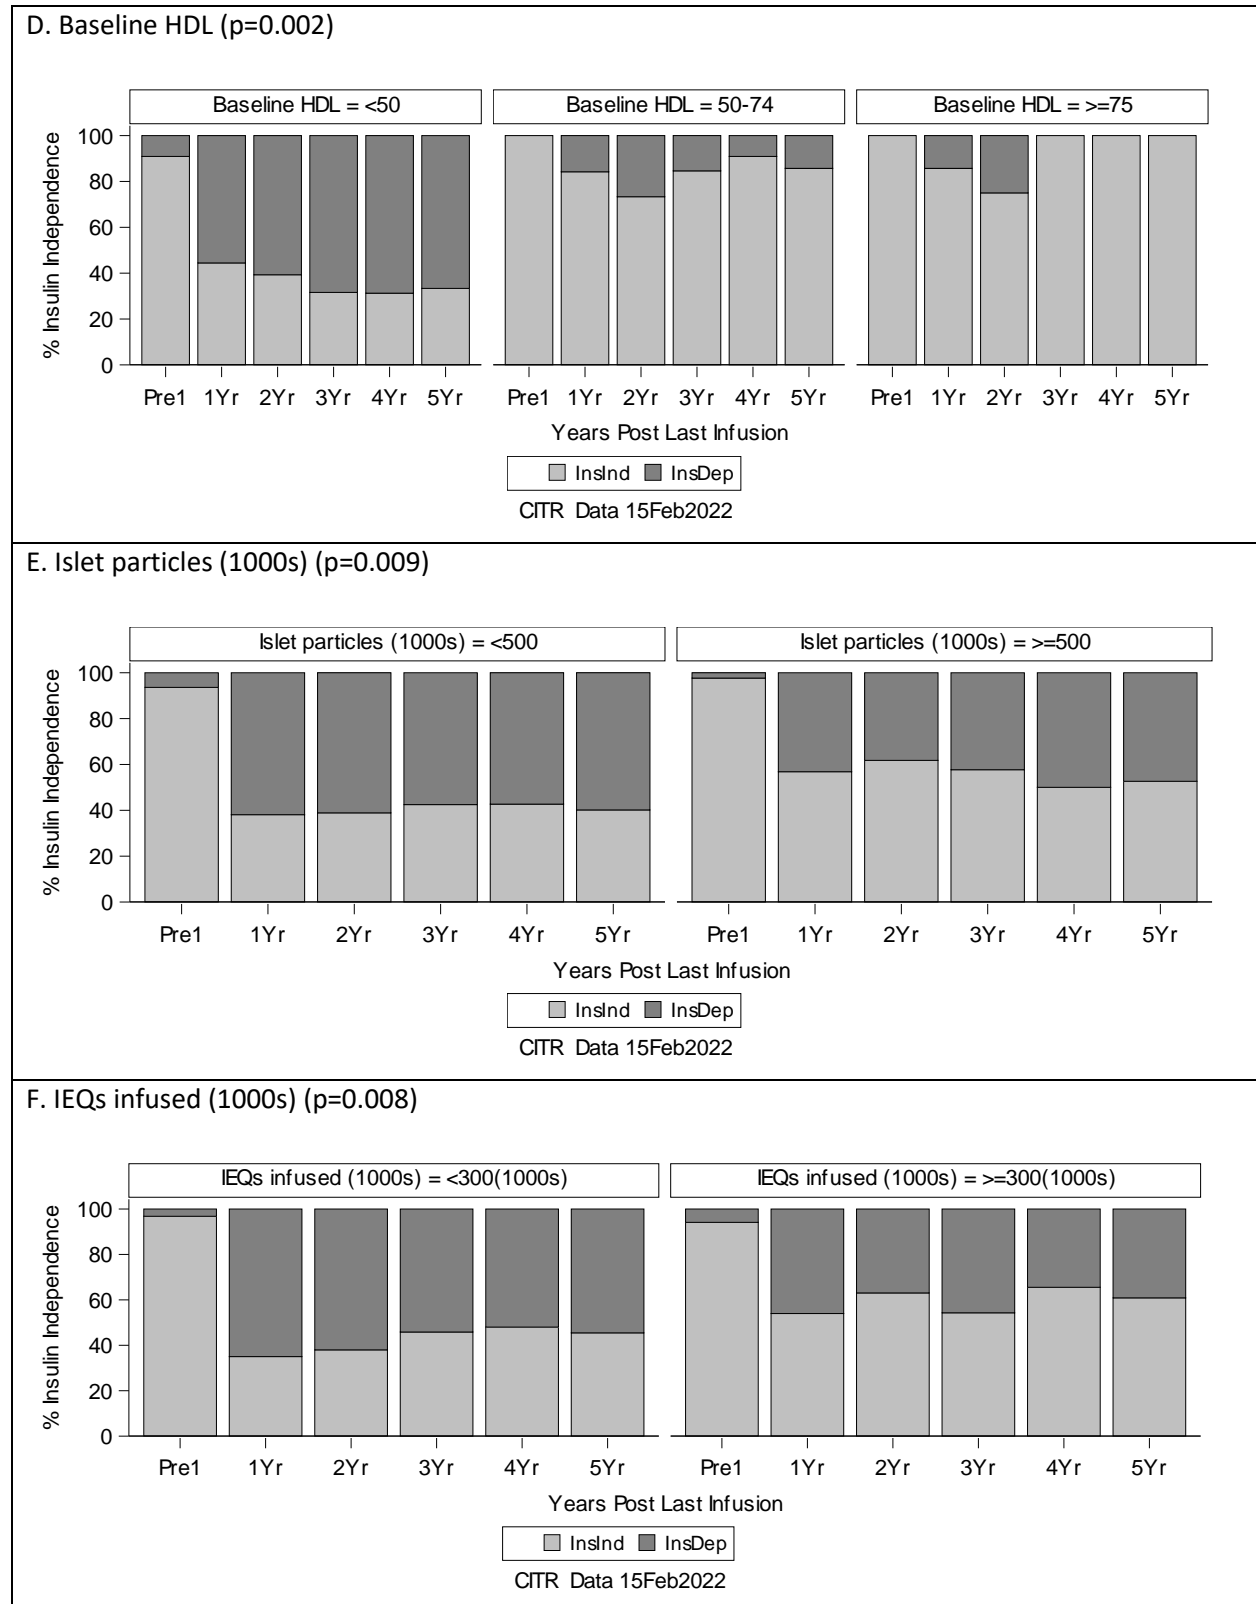 D. Baseline HDL (p=0.002)
Baseline HDL = <50
Baseline HDL = 50-74
Baseline HDL = >=75
% Insulin Independence
100
80
60
40
20
0
Pre1 1Yr 2Yr 3Yr 4Yr 5Yr
Pre1 1Yr 2Yr 3Yr 4Yr 5Yr
Pre1 1Yr 2Yr 3Yr 4Yr 5Yr
Years Post Last Infusion
InsInd InsDep
CITR Data 15Feb2022
E. Islet particles (1000s) (p=0.009)
Islet particles (1000s) = <500
Islet particles (1000s) = >=500
% Insulin Independence
100
80
60
40
20
0
Pre1 1Yr 2Yr 3Yr 4Yr 5Yr
Pre1 1Yr 2Yr 3Yr 4Yr 5Yr
Years Post Last Infusion
InsInd InsDep
CITR Data 15Feb2022
F. IEQs infused (1000s) (p=0.008)
IEQs infused (1000s) = <300(1000s)
IEQs infused (1000s) = >=300(1000s)
% Insulin Independence
100
80
60
40
20
0
Pre1 1Yr 2Yr 3Yr 4Yr 5Yr
Pre1 1Yr 2Yr 3Yr 4Yr 5Yr
Years Post Last Infusion
InsInd InsDep
CITR Data 15Feb2022